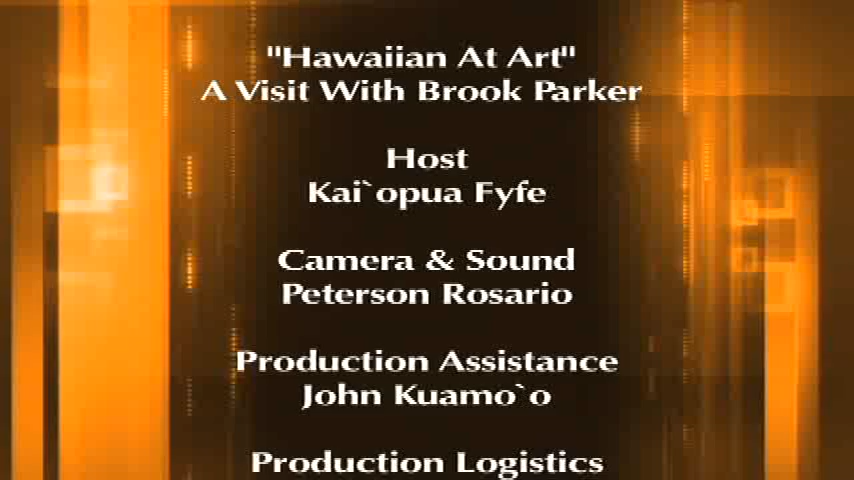 "Hawaiian At Art"
A Visit With Brook Parker
Host
Kai`opua Fyfe
Camera & Sound
Peterson Rosario
Production Assistance
John Kuamo`o
Production Logistics